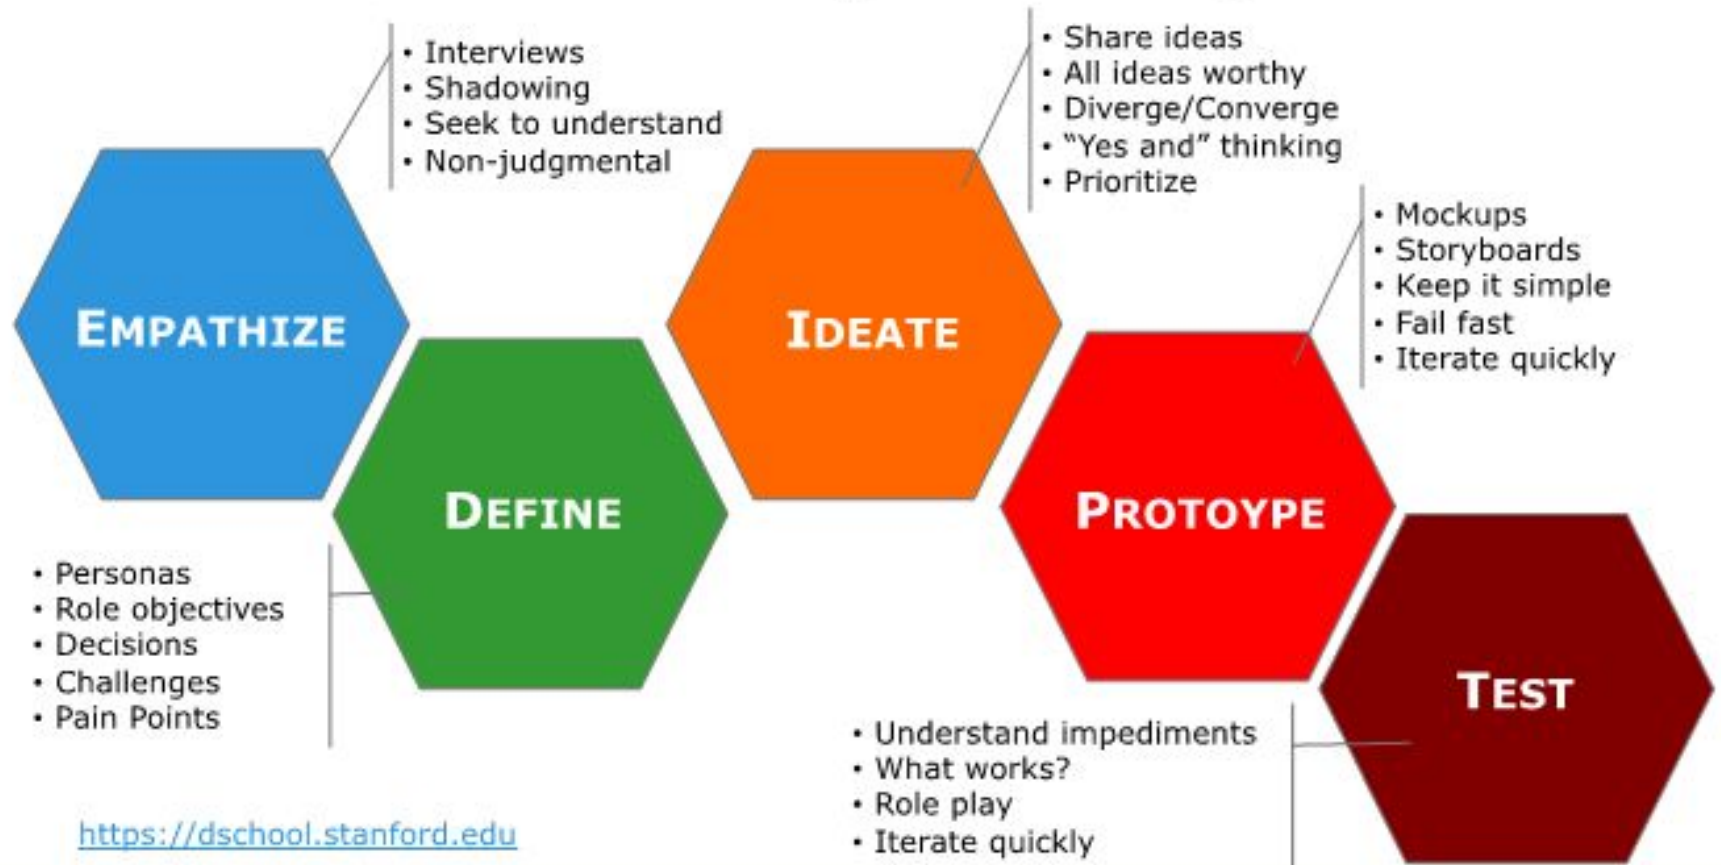 • Interviews
• Shadowing
• Seek to understand
• Non-judgmental
• Share ideas
• All ideas worthy
• Diverge/Converge
• “Yes and” thinking
• Prioritize
• Mockups
• Storyboards
• Keep it simple
• Fail fast
• Iterate quickly
EMPATHIZE
IDEATE
DEFINE
PROTOYPE
• Personas
• Role objectives
• Decisions
• Challenges
• Pain Points
TEST
• Understand impediments
• What works?
• Role play
• Iterate quickly
https://dschool.stanford.edu